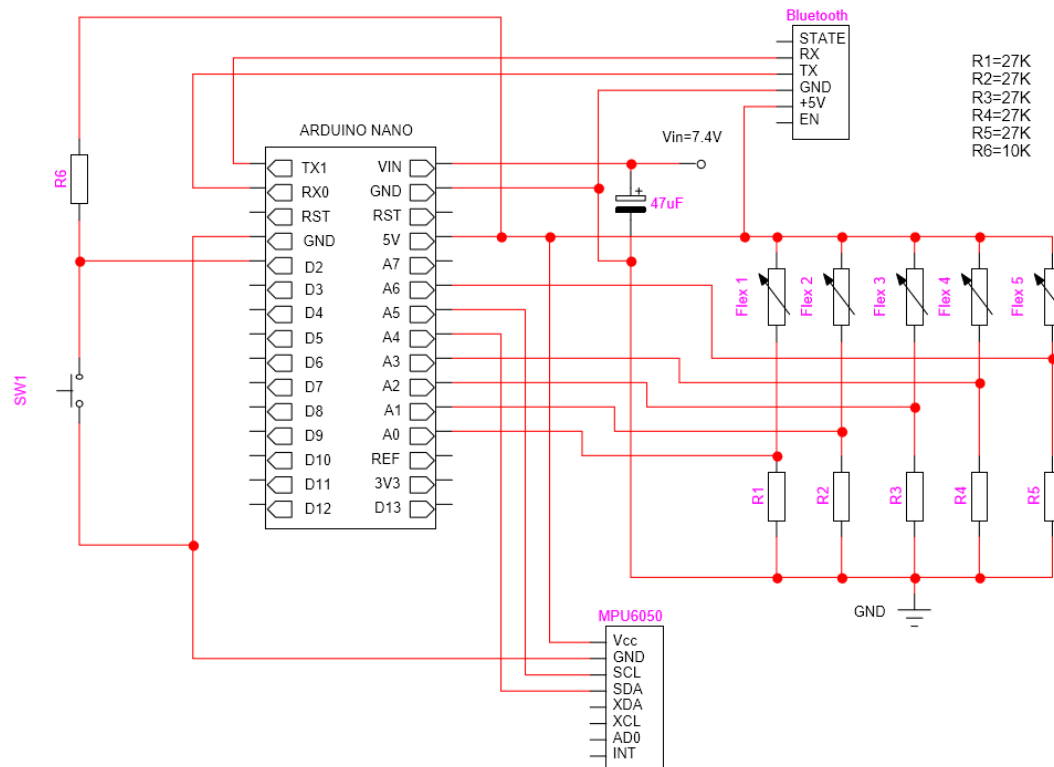 Bluetooth
STATE
RX
TX
GND
+5V
EN
R1=27K
R2=27K
R3=27K
R4=27K
R5=27K
R6=10K
ARDUINO NANO
Vin=7.4V
TX1
RX0
RST
GND
D2
D3
D4
D5
D6
D7
D8
D9
D10
D11
D12
VIN
GND
RST
5V
A7
A6
A5
A4
A3
A2
A1
A0
REF
3V3
D13
+
47uF
R6
SW1
Flex 1
Flex 2
Flex 3
Flex 4
Flex 5
R1
R2
R3
R4
R5
GND
MPU6050
Vcc
GND
SCL
SDA
XDA
XCL
AD0
INT